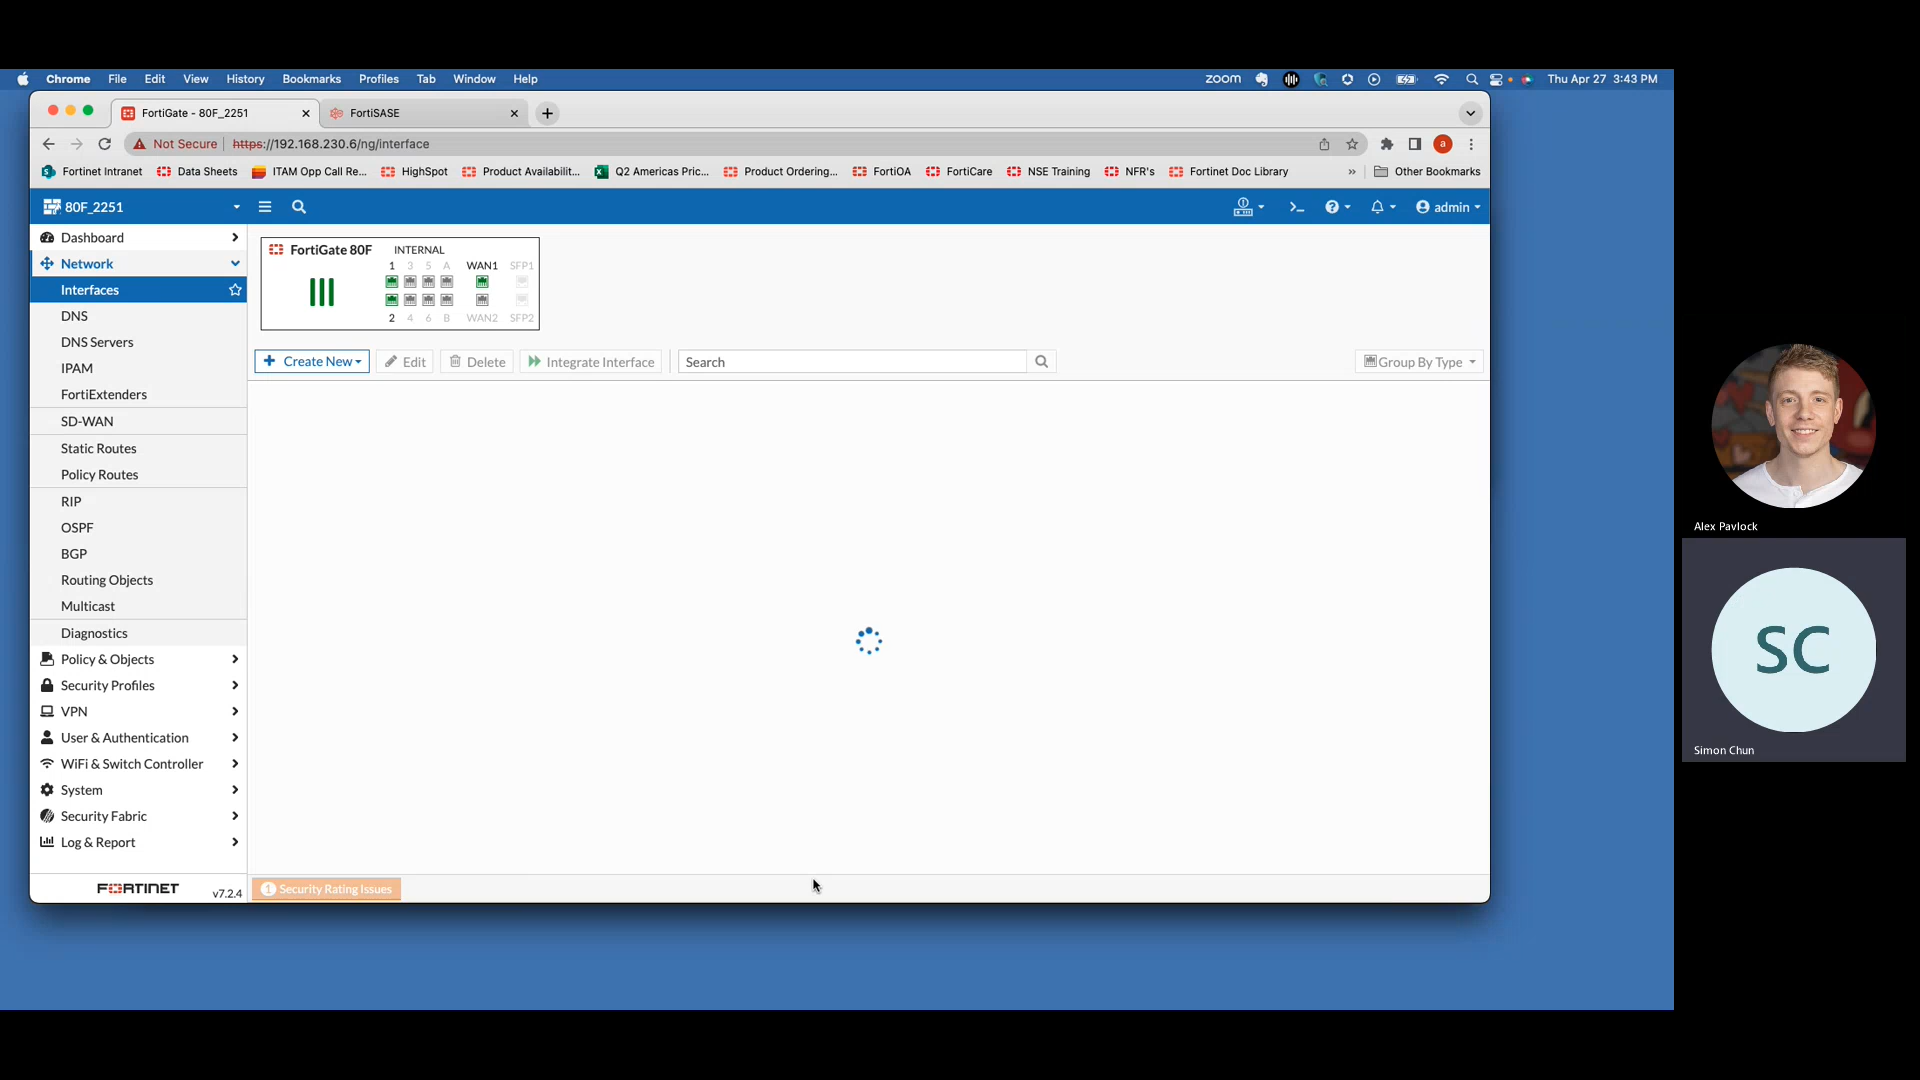 Chrome File Edit View History Bookmarks Profiles Tab Window Help
zoom
Thu Apr 27 3:43 PM
FortiGate - 80F_2251
FortiSASE
Not Secure https://192.168.230.6/ng/interface
a
Fortinet Intranet Data Sheets ITAM Opp Call Re... HighSpot Product Availabilit... Q2 Americas Pric... Product Ordering... FortiOA FortiCare NSE Training NFR's Fortinet Doc Library » Other Bookmarks
80F_2251
admin
Dashboard
Network
Interfaces
DNS
DNS Servers
IPAM
FortiExtenders
SD-WAN
Static Routes
Policy Routes
RIP
OSPF
BGP
Routing Objects
Multicast
Diagnostics
Policy & Objects
Security Profiles
VPN
User & Authentication
WiFi & Switch Controller
System
Security Fabric
Log & Report
FORTINET
v7.2.4
FortiGate 80F INTERNAL
1 3 5 A WAN1 SFP1
2 4 6 B WAN2 SFP2
+ Create New Edit Delete Integrate Interface Search Group By Type
1 Security Rating Issues
Alex Pavlock
SC
Simon Chun